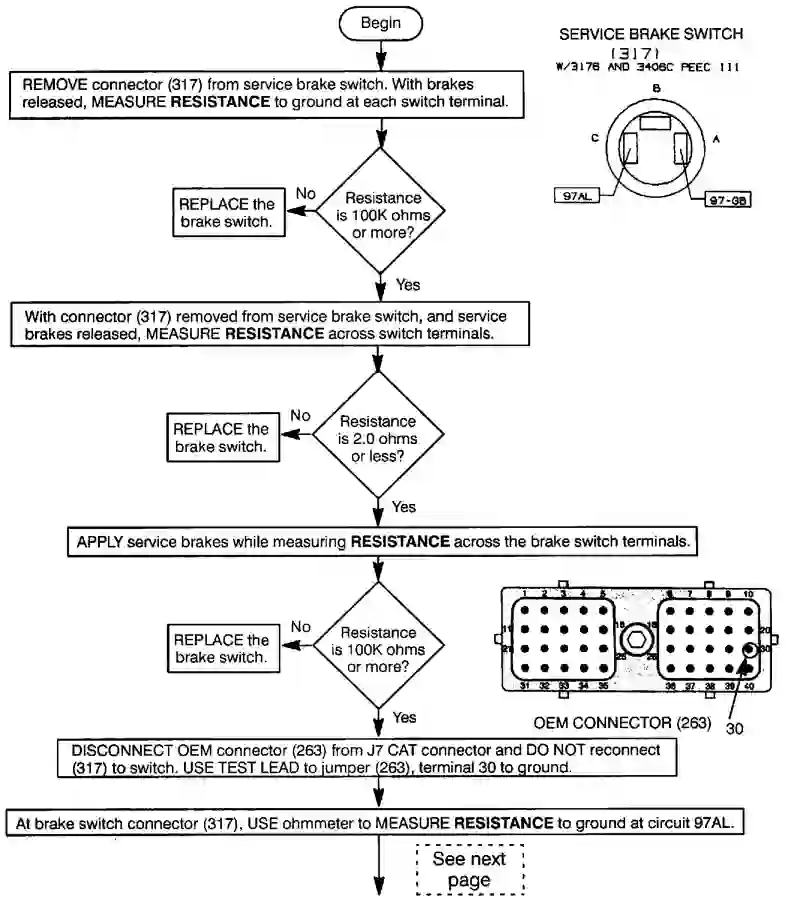 Begin
SERVICE BRAKE SWITCH
(317)
W/3176 AND 3406C PEEC III
B
C
A
97AL
97-GB
REMOVE connector (317) from service brake switch. With brakes
released, MEASURE RESISTANCE to ground at each switch terminal.
Resistance
is 100K ohms
or more?
No
REPLACE the
brake switch.
Yes
With connector (317) removed from service brake switch, and service
brakes released, MEASURE RESISTANCE across switch terminals.
Resistance
is 2.0 ohms
or less?
No
REPLACE the
brake switch.
Yes
APPLY service brakes while measuring RESISTANCE across the brake switch terminals.
Resistance
is 100K ohms
or more?
No
REPLACE the
brake switch.
Yes
1 2 3 4 5 6 7 8 9 10
11 15 16 20
21 25 26 30
31 32 33 34 35 36 37 38 39 40
OEM CONNECTOR (263) 30
DISCONNECT OEM connector (263) from J7 CAT connector and DO NOT reconnect
(317) to switch. USE TEST LEAD to jumper (263), terminal 30 to ground.
At brake switch connector (317), USE ohmmeter to MEASURE RESISTANCE to ground at circuit 97AL.
See next
page